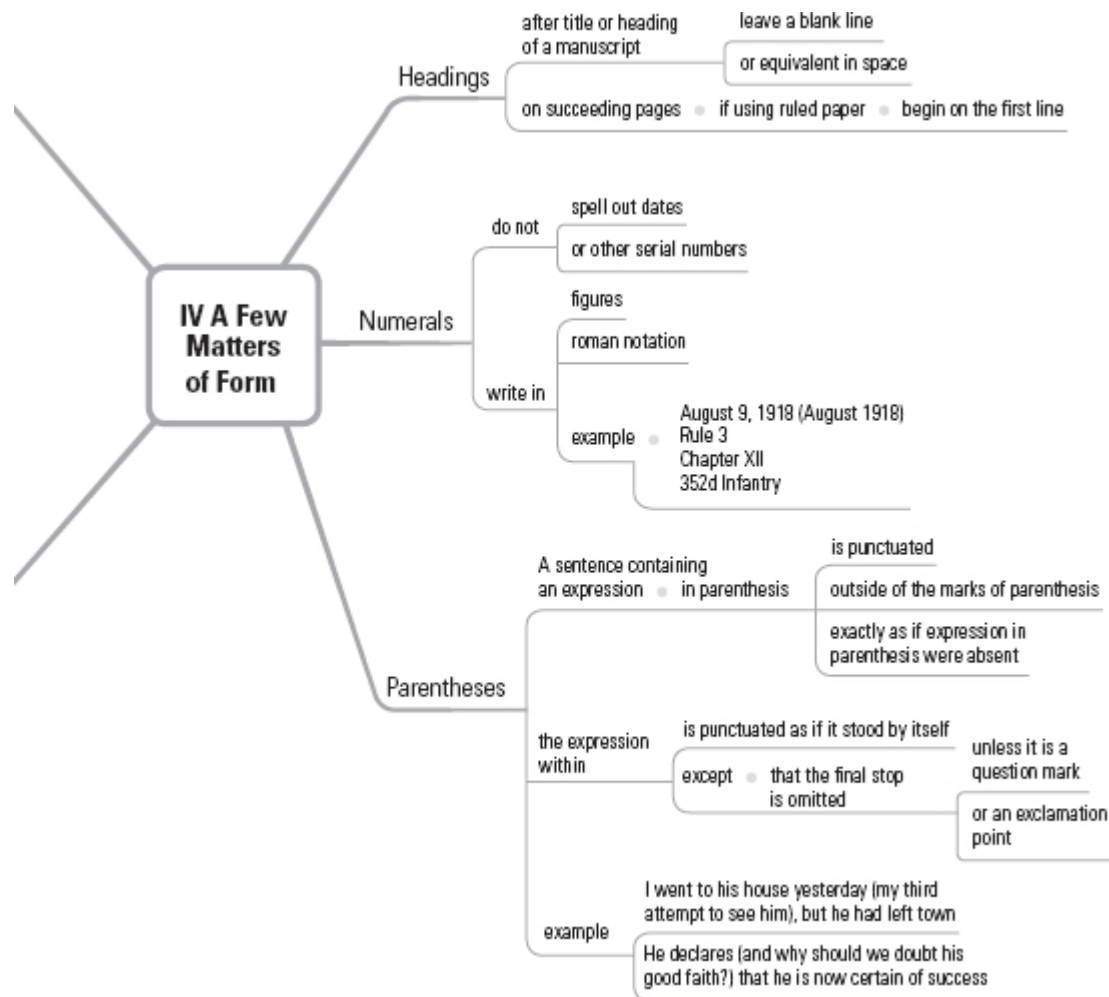 leave a blank line
after title or heading
of a manuscript
or equivalent in space
Headings
on succeeding pages if using ruled paper begin on the first line
spell out dates
do not
or other serial numbers
figures
IV A Few
Matters
of Form
Numerals
roman notation
write in
August 9, 1918 (August 1918)
example
Rule 3
Chapter XII
352d Infantry
is punctuated
A sentence containing
an expression in parenthesis
outside of the marks of parenthesis
exactly as if expression in
parenthesis were absent
Parentheses
is punctuated as if it stood by itself
the expression
within
unless it is a
question mark
except that the final stop
is omitted
or an exclamation
point
I went to his house yesterday (my third
attempt to see him), but he had left town
example
He declares (and why should we doubt his
good faith?) that he is now certain of success